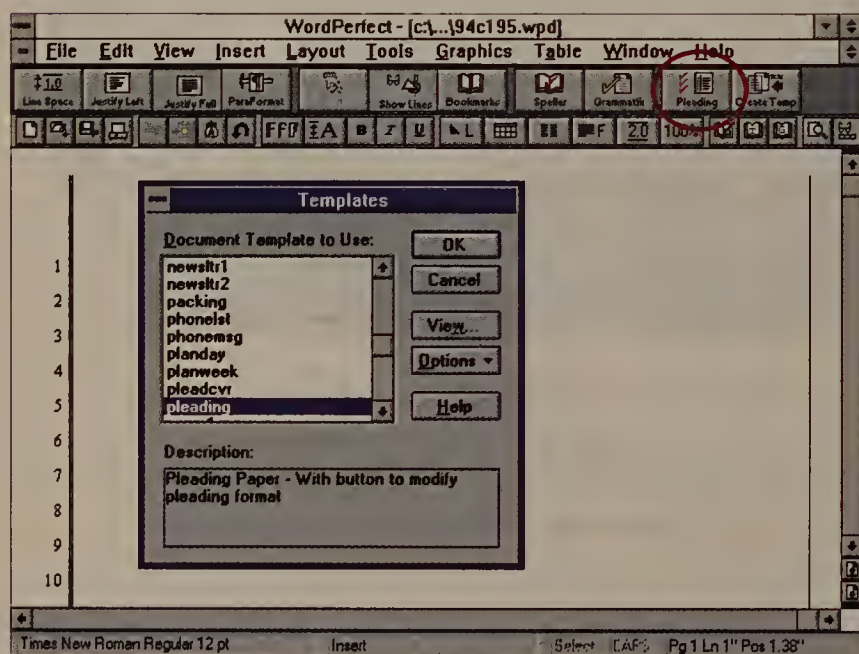 WordPerfect - [c:\...\94c195.wpd]
File Edit View Insert Layout Tools Graphics Table Window Help
Line Space Justify Left Justify Full ParaFormat Show Lines Bookmarks Speller Grammatik Pleading Create Temp
B I U L F 2.0 100%
Templates
Document Template to Use:
newsltr1
newsltr2
packing
phonelst
phonemsg
planday
planweek
pleadcvr
pleading
OK
Cancel
View...
Options
Help
Description:
Pleading Paper - With button to modify
pleading format
1
2
3
4
5
6
7
8
9
10
Times New Roman Regular 12 pt Insert Select CAPS Pg 1 Ln 1" Pos 1.38"